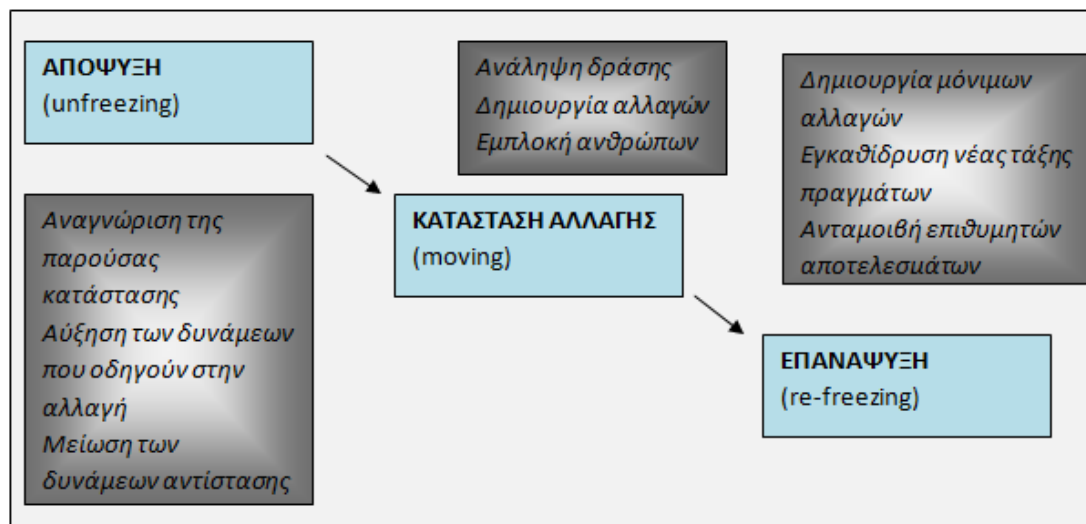 ΑΠΟΨΥΞΗ
(unfreezing)
Αναγνώριση της
παρούσας
κατάστασης
Αύξηση των δυνάμεων
που οδηγούν στην
αλλαγή
Μείωση των
δυνάμεων αντίστασης
Ανάληψη δράσης
Δημιουργία αλλαγών
Εμπλοκή ανθρώπων
ΚΑΤΑΣΤΑΣΗ ΑΛΛΑΓΗΣ
(moving)
Δημιουργία μόνιμων
αλλαγών
Εγκαθίδρυση νέας τάξης
πραγμάτων
Ανταμοιβή επιθυμητών
αποτελεσμάτων
ΕΠΑΝΑΨΥΞΗ
(re-freezing)